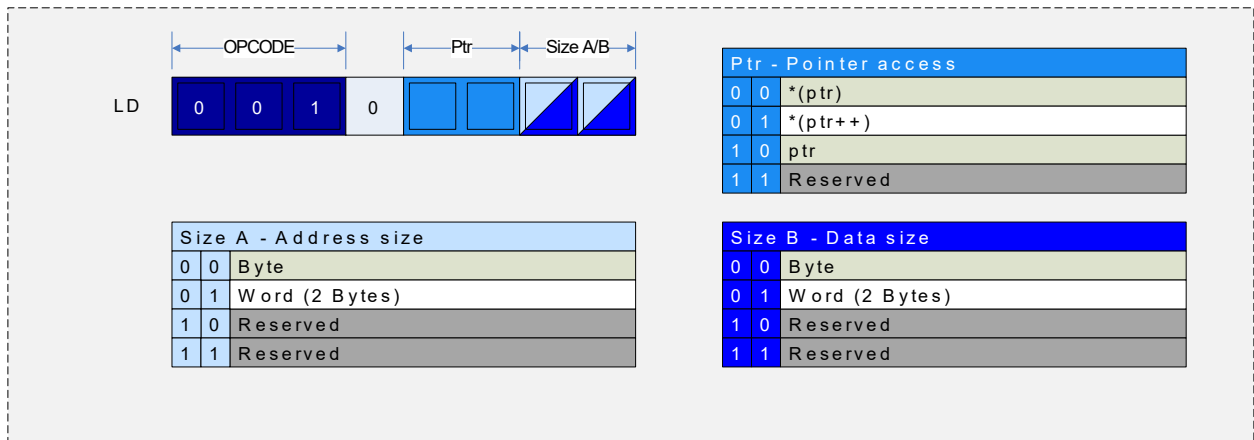 OPCODE Ptr Size A/B
LD 0 0 1 0
Ptr - Pointer access
0 0 *(ptr)
0 1 *(ptr++)
1 0 ptr
1 1 Reserved
Size A - Address size
0 0 Byte
0 1 Word (2 Bytes)
1 0 Reserved
1 1 Reserved
Size B - Data size
0 0 Byte
0 1 Word (2 Bytes)
1 0 Reserved
1 1 Reserved